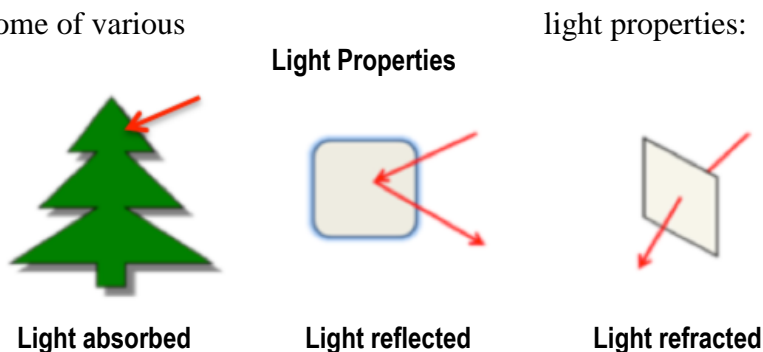 ome of various light properties:
Light Properties
Light absorbed Light reflected Light refracted